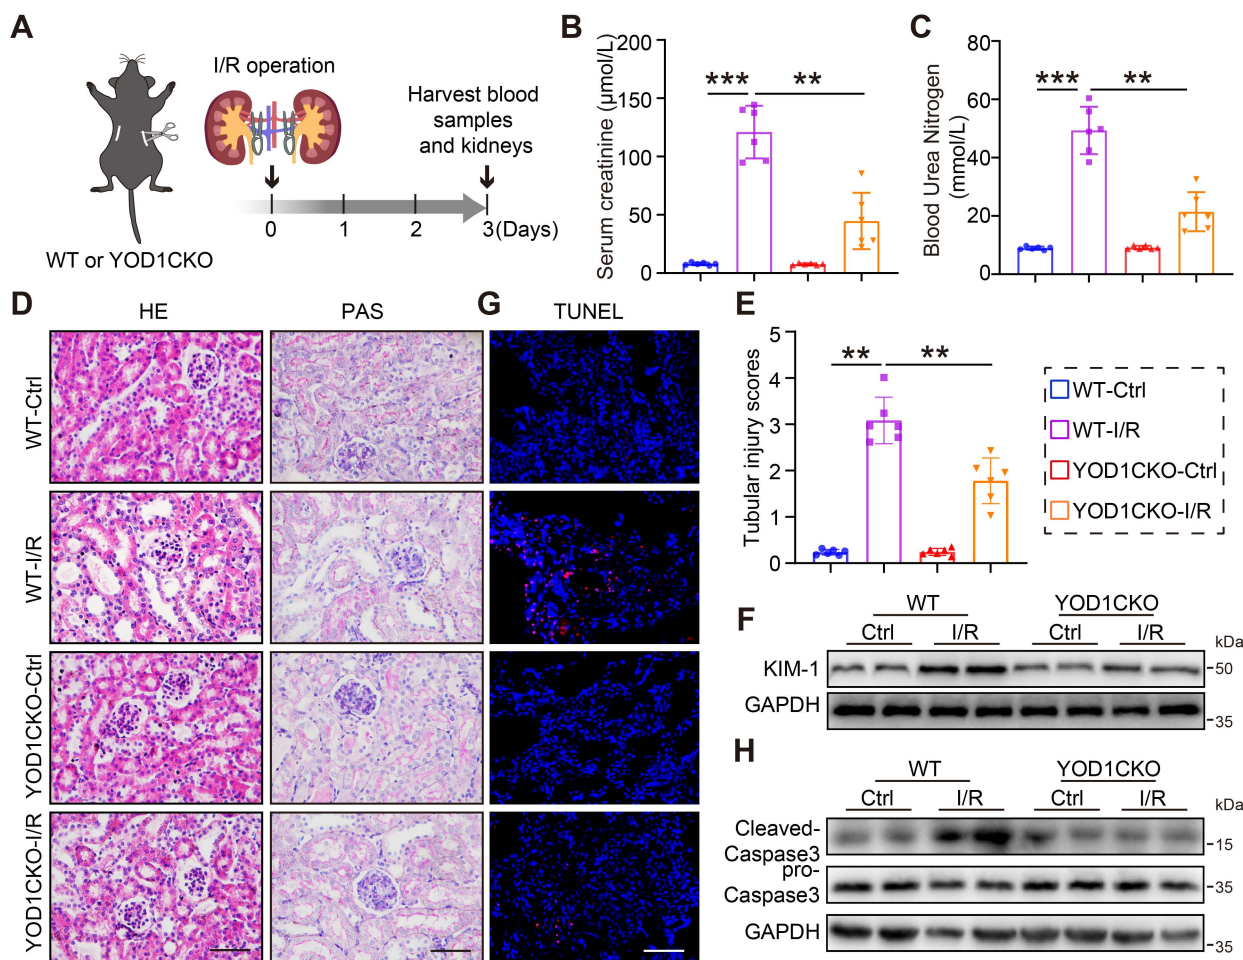 A
I/R operation
Harvest blood
samples
and kidneys
0
1
2
3(Days)
WT or YOD1CKO
B
Serum creatinine (μmol/L)
200
150
100
50
0
***
**
C
Blood Urea Nitrogen
(mmol/L)
80
60
40
20
0
***
**
D
HE
PAS
WT-Ctrl
WT-I/R
YOD1CKO-Ctrl
YOD1CKO-I/R
G
TUNEL
E
Tubular injury scores
5
4
3
2
1
0
**
**
WT-Ctrl
WT-I/R
YOD1CKO-Ctrl
YOD1CKO-I/R
F
WT
YOD1CKO
Ctrl
I/R
Ctrl
I/R
kDa
KIM-1
50
GAPDH
35
H
WT
YOD1CKO
Ctrl
I/R
Ctrl
I/R
kDa
Cleaved-
Caspase3
15
pro-
Caspase3
35
GAPDH
35